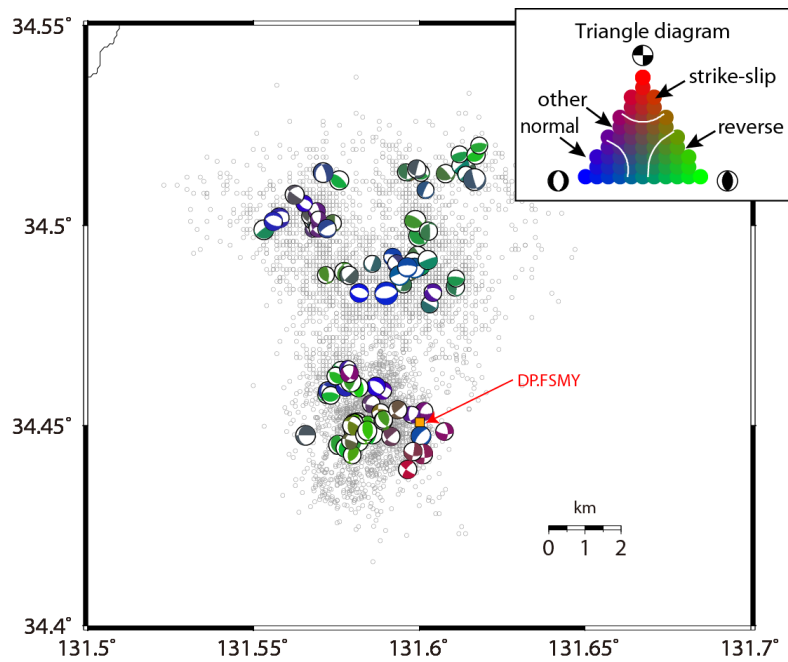 34.55°
Triangle diagram
strike-slip
other
normal
reverse
34.5°
DP.FSMY
34.45°
km
0 1 2
34.4°
131.5° 131.55° 131.6° 131.65° 131.7°